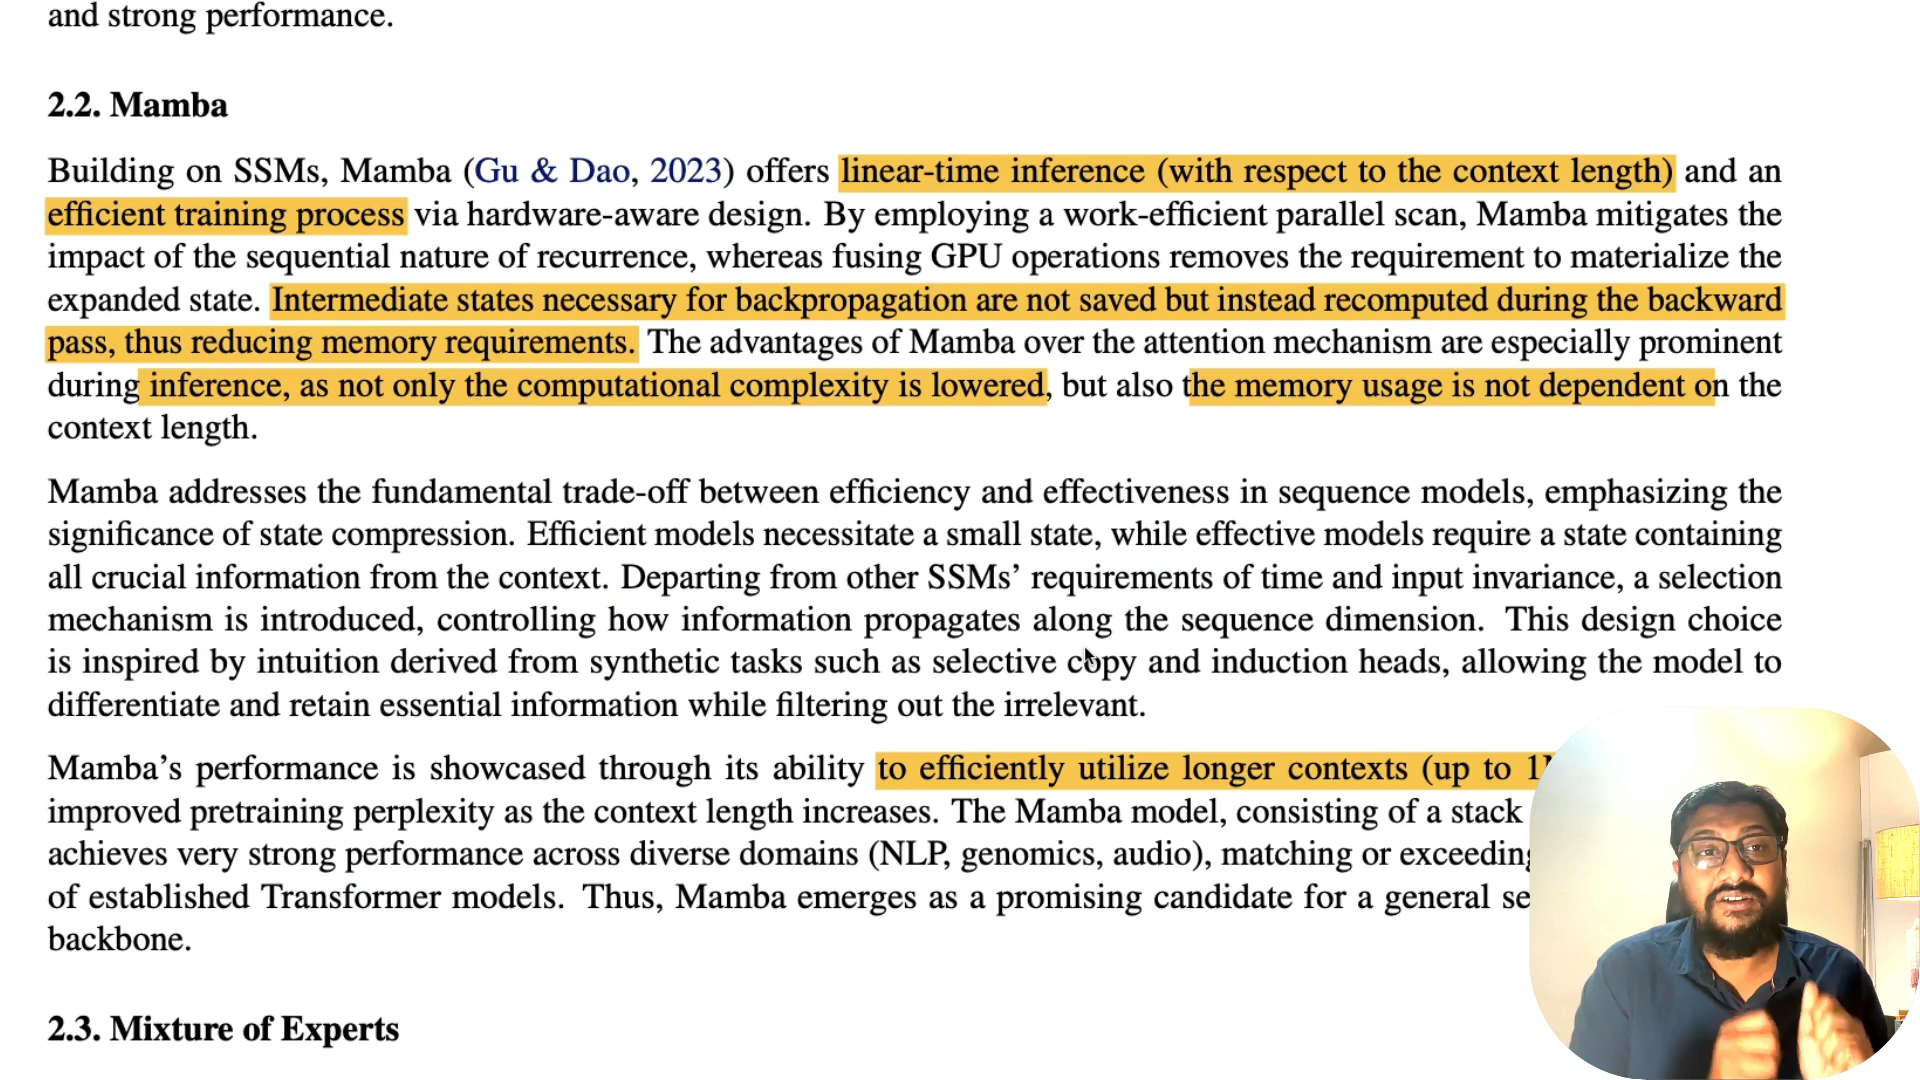 and strong performance.
2.2. Mamba
Building on SSMs, Mamba (Gu & Dao, 2023) offers linear-time inference (with respect to the context length) and an
efficient training process via hardware-aware design. By employing a work-efficient parallel scan, Mamba mitigates the
impact of the sequential nature of recurrence, whereas fusing GPU operations removes the requirement to materialize the
expanded state. Intermediate states necessary for backpropagation are not saved but instead recomputed during the backward
pass, thus reducing memory requirements. The advantages of Mamba over the attention mechanism are especially prominent
during inference, as not only the computational complexity is lowered, but also the memory usage is not dependent on the
context length.
Mamba addresses the fundamental trade-off between efficiency and effectiveness in sequence models, emphasizing the
significance of state compression. Efficient models necessitate a small state, while effective models require a state containing
all crucial information from the context. Departing from other SSMs’ requirements of time and input invariance, a selection
mechanism is introduced, controlling how information propagates along the sequence dimension. This design choice
is inspired by intuition derived from synthetic tasks such as selective copy and induction heads, allowing the model to
differentiate and retain essential information while filtering out the irrelevant.
Mamba’s performance is showcased through its ability to efficiently utilize longer contexts (up to
improved pretraining perplexity as the context length increases. The Mamba model, consisting of a stack
achieves very strong performance across diverse domains (NLP, genomics, audio), matching or exceeding
of established Transformer models. Thus, Mamba emerges as a promising candidate for a general se
backbone.
2.3. Mixture of Experts